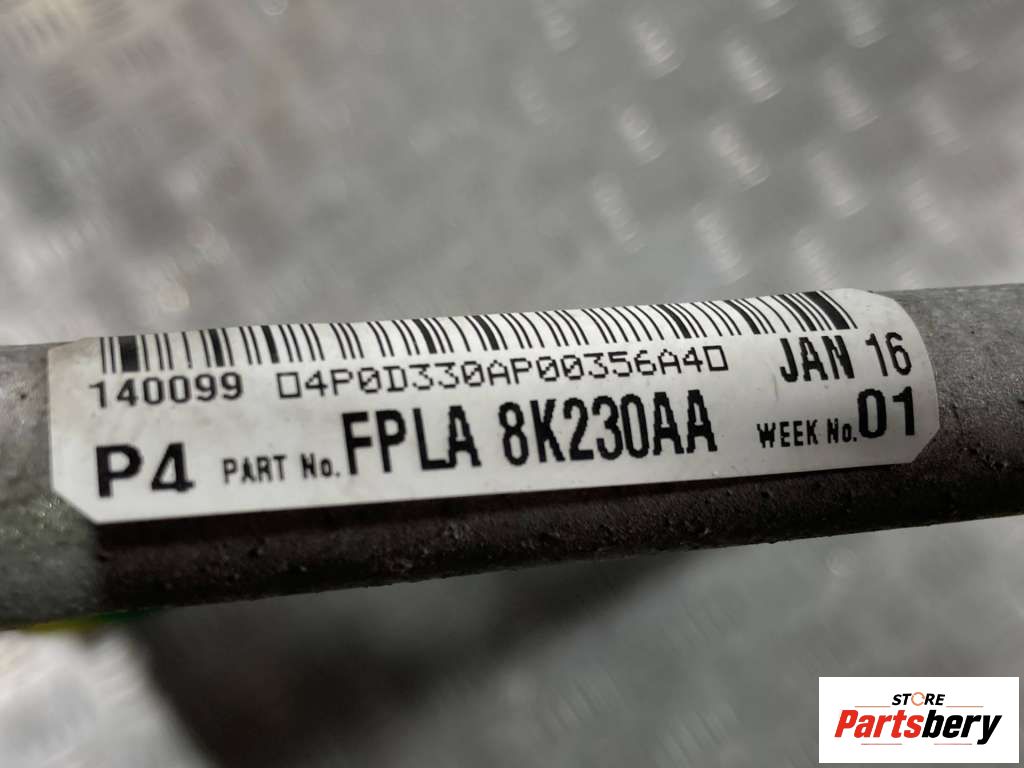 140099 04P0D330AP00356A40 JAN 16
P4 PART No. FPLA 8K230AA WEEK No. 01
STORE
Partsbery